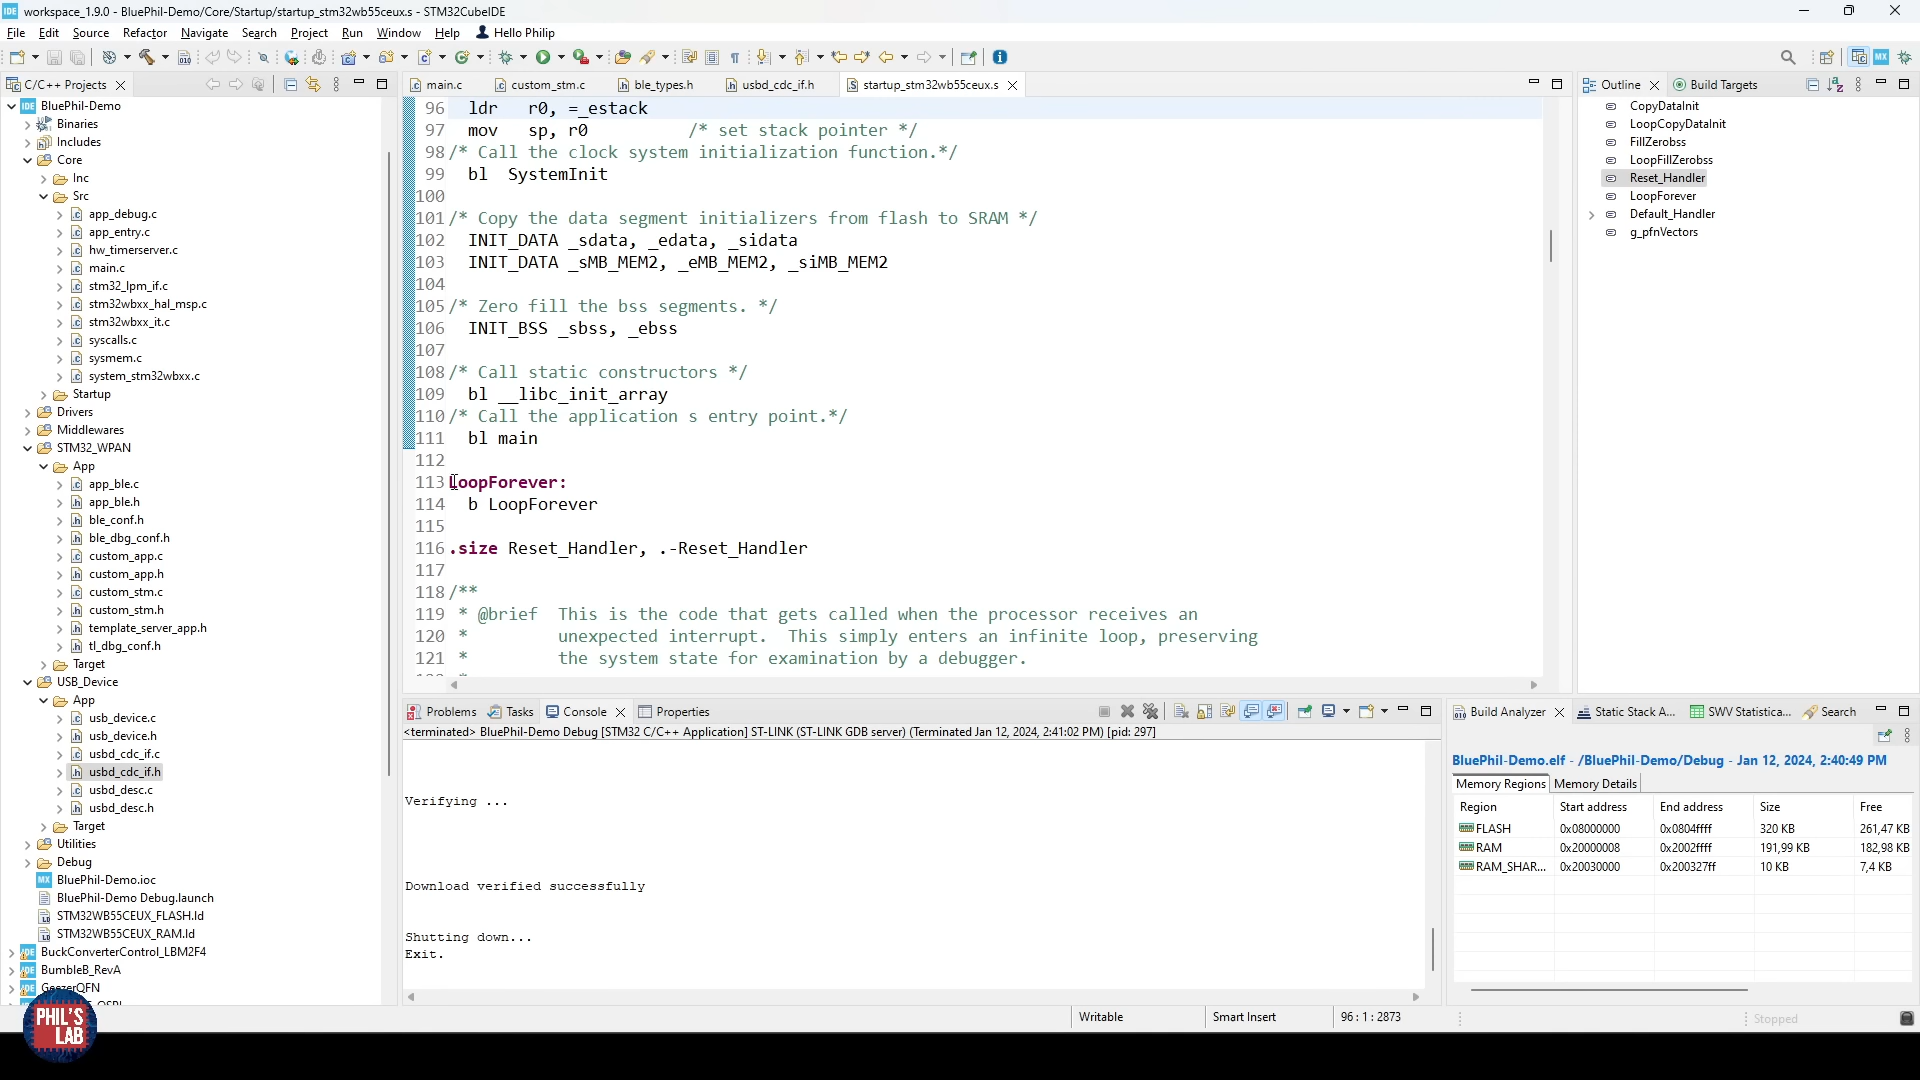 workspace_1.9.0 - BluePhil-Demo/Core/Startup/startup_stm32wb55ceux.s - STM32CubeIDE
File Edit Source Refactor Navigate Search Project Run Window Help Hello Philip
C/C++ Projects
BluePhil-Demo
Binaries
Includes
Core
Inc
Src
app_debug.c
app_entry.c
hw_timerserver.c
main.c
stm32_lpm_if.c
stm32wbxx_hal_msp.c
stm32wbxx_it.c
syscalls.c
sysmem.c
system_stm32wbxx.c
Startup
Drivers
Middlewares
STM32_WPAN
App
app_ble.c
app_ble.h
ble_conf.h
ble_dbg_conf.h
custom_app.c
custom_app.h
custom_stm.c
custom_stm.h
template_server_app.h
tl_dbg_conf.h
Target
USB_Device
App
usb_device.c
usb_device.h
usbd_cdc_if.c
usbd_cdc_if.h
usbd_desc.c
usbd_desc.h
Target
Utilities
Debug
BluePhil-Demo.ioc
BluePhil-Demo Debug.launch
STM32WB55CEUX_FLASH.ld
STM32WB55CEUX_RAM.ld
BuckConverterControl_LBM2F4
BumbleB_RevA
GeezerQFN
PHIL'S
LAB
main.c custom_stm.c ble_types.h usbd_cdc_if.h startup_stm32wb55ceux.s
96 ldr r0, =_estack
97 mov sp, r0 /* set stack pointer */
98 /* Call the clock system initialization function.*/
99 bl SystemInit
100
101 /* Copy the data segment initializers from flash to SRAM */
102 INIT_DATA _sdata, _edata, _sidata
103 INIT_DATA _sMB_MEM2, _eMB_MEM2, _siMB_MEM2
104
105 /* Zero fill the bss segments. */
106 INIT_BSS _sbss, _ebss
107
108 /* Call static constructors */
109 bl __libc_init_array
110 /* Call the application s entry point.*/
111 bl main
112
113 LoopForever:
114 b LoopForever
115
116 .size Reset_Handler, .-Reset_Handler
117
118 /**
119 * @brief This is the code that gets called when the processor receives an
120 * unexpected interrupt. This simply enters an infinite loop, preserving
121 * the system state for examination by a debugger.
Outline Build Targets
CopyDataInit
LoopCopyDataInit
FillZerobss
LoopFillZerobss
Reset_Handler
LoopForever
Default_Handler
g_pfnVectors
Problems Tasks Console Properties
<terminated> BluePhil-Demo Debug [STM32 C/C++ Application] ST-LINK (ST-LINK GDB server) (Terminated Jan 12, 2024, 2:41:02 PM) [pid: 297]
Verifying ...
Download verified successfully
Shutting down...
Exit.
Build Analyzer Static Stack A... SWV Statistica... Search
BluePhil-Demo.elf - /BluePhil-Demo/Debug - Jan 12, 2024, 2:40:49 PM
Memory Regions Memory Details
Region Start address End address Size Free
FLASH 0x08000000 0x0804ffff 320 KB 261,47 KB
RAM 0x20000008 0x2002ffff 191,99 KB 182,98 KB
RAM_SHAR... 0x20030000 0x200327ff 10 KB 7,4 KB
Writable Smart Insert 96 : 1 : 2873 Stopped